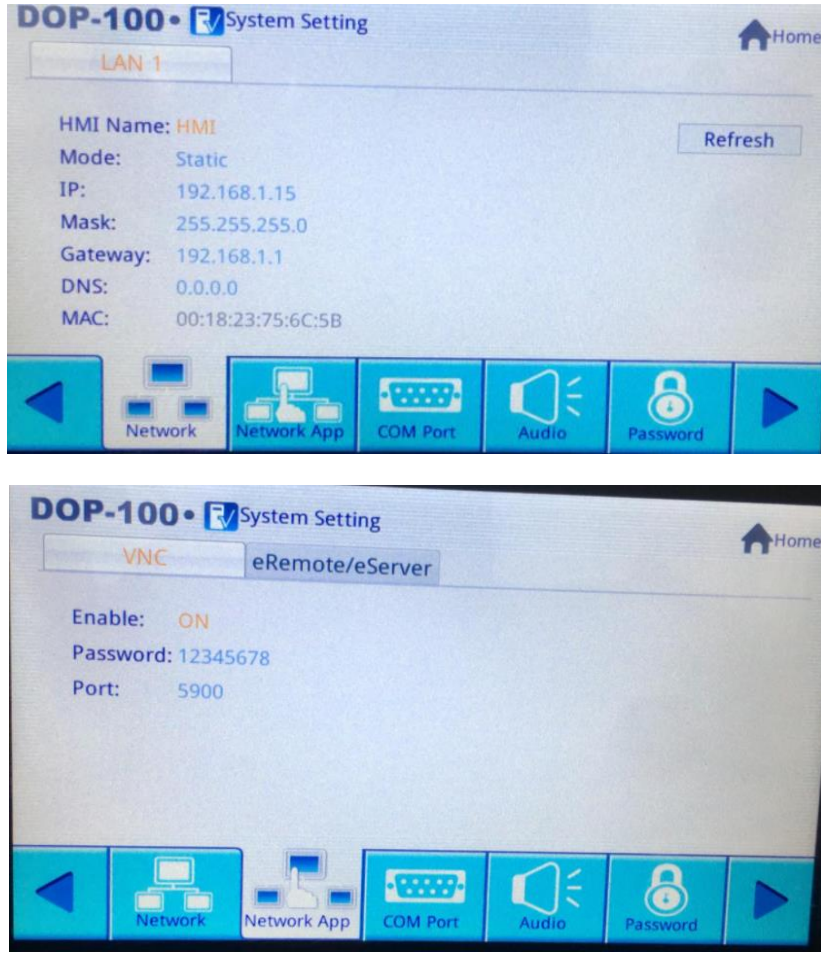 DOP-100• System Setting
Home
LAN 1
HMI Name: HMI
Refresh
Mode: Static
IP: 192.168.1.15
Mask: 255.255.255.0
Gateway: 192.168.1.1
DNS: 0.0.0.0
MAC: 00:18:23:75:6C:5B
Network Network App COM Port Audio Password
DOP-100• System Setting
Home
VNC eRemote/eServer
Enable: ON
Password: 12345678
Port: 5900
Network Network App COM Port Audio Password